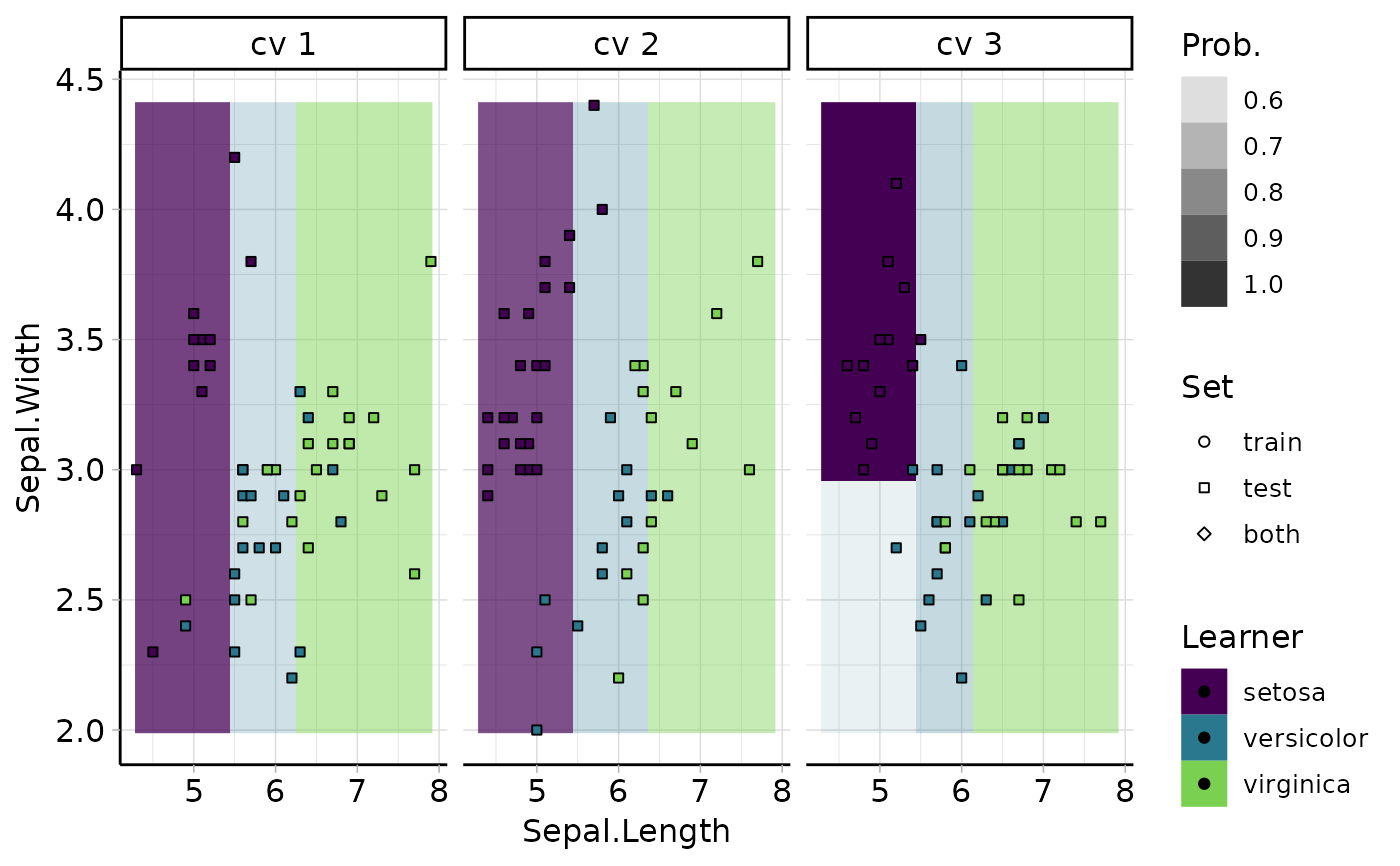 cv 1
cv 2
cv 3
4.5
4.0
3.5
3.0
2.5
2.0
Sepal.Width
5 6 7 8
5 6 7 8
5 6 7 8
Sepal.Length
Prob.
0.6
0.7
0.8
0.9
1.0
Set
train
test
both
Learner
setosa
versicolor
virginica